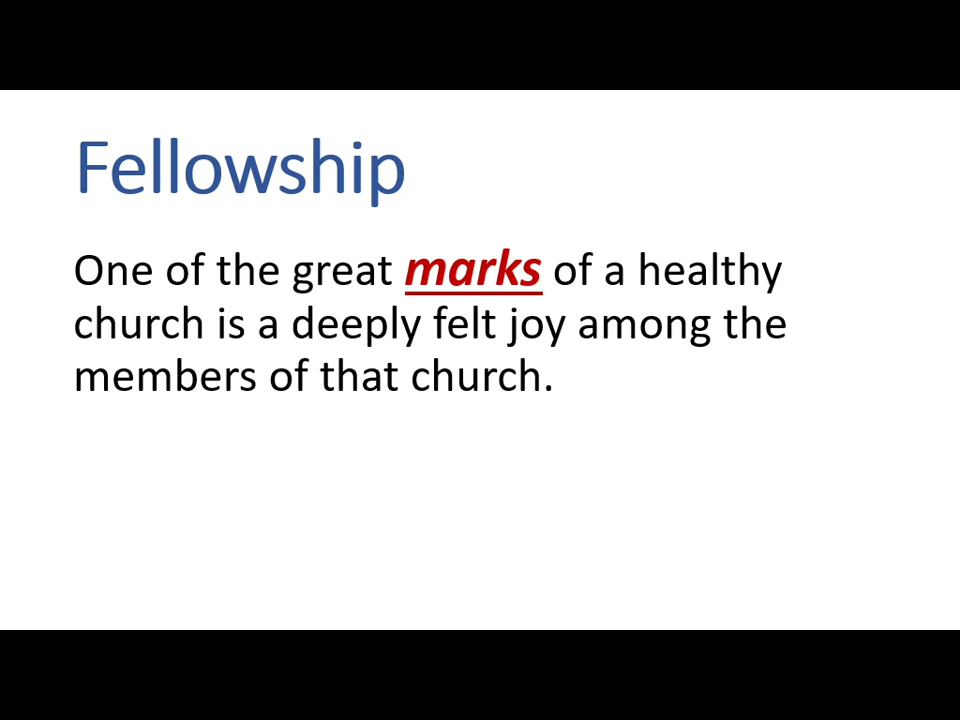 Fellowship
One of the great marks of a healthy
church is a deeply felt joy among the
members of that church.